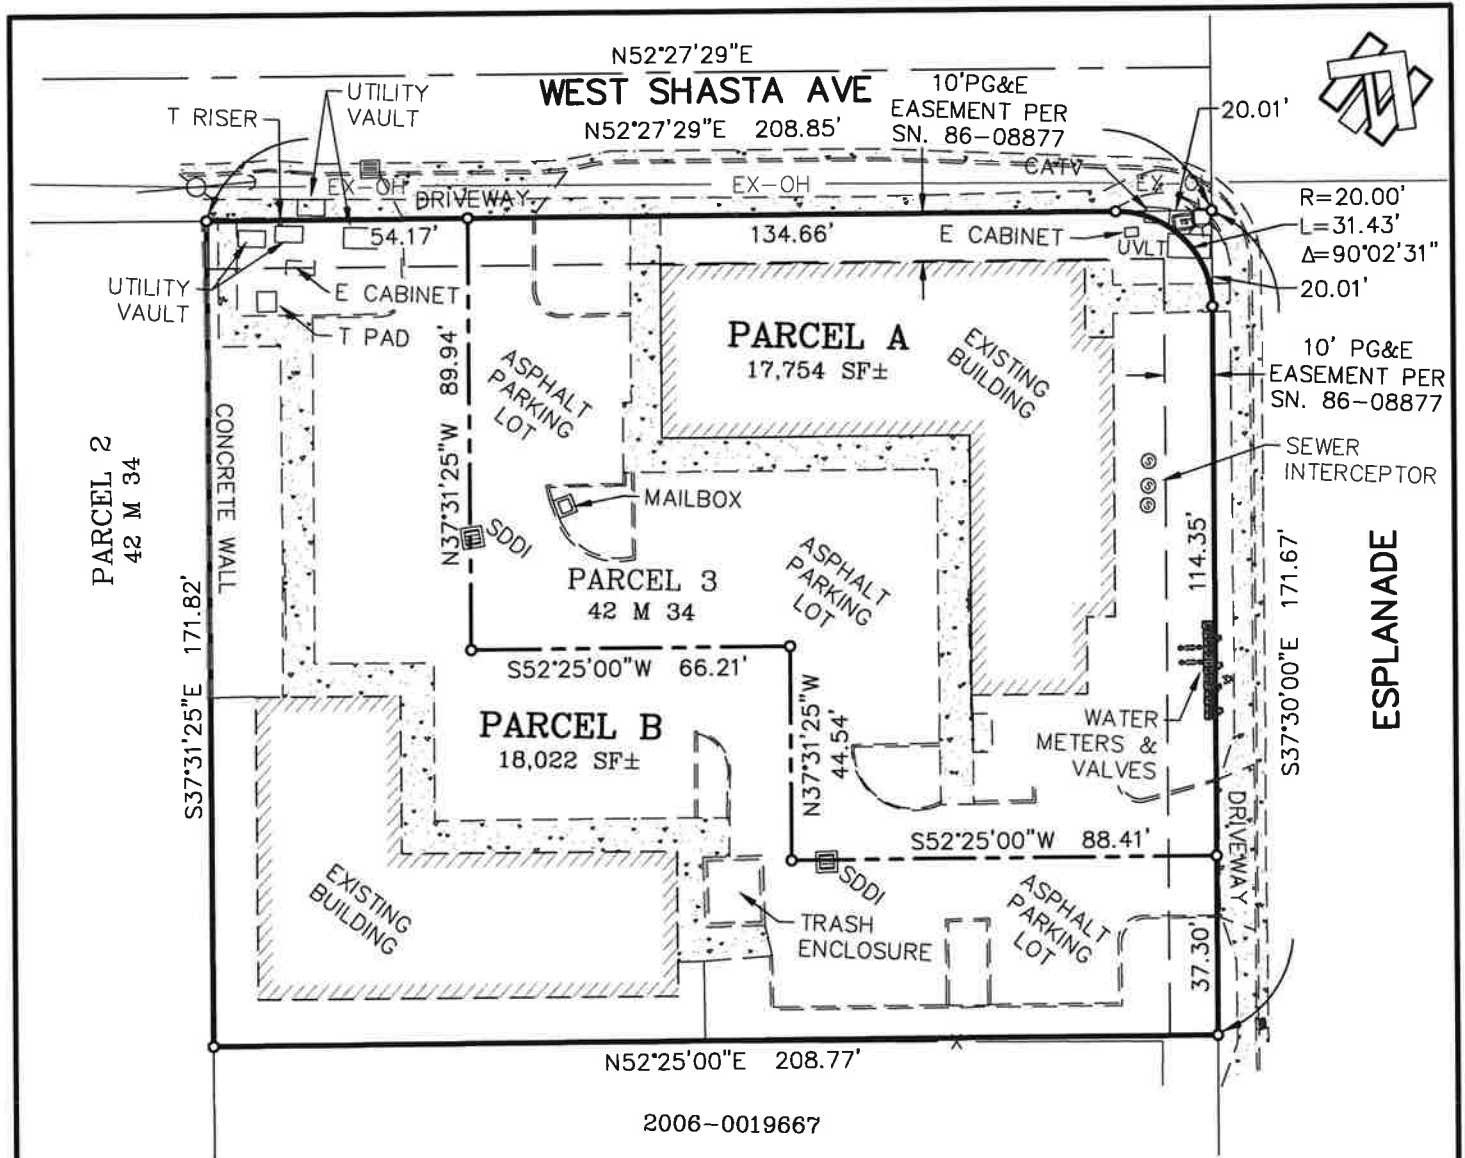 N52°27'29"E
WEST SHASTA AVE
N52°27'29"E 208.85'
10'PG&E
EASEMENT PER
SN. 86-08877
20.01'
UTILITY
VAULT
T RISER
CATV
EX-OH
DRIVEWAY
EX-OH
R=20.00'
L=31.43'
Δ=90°02'31"
20.01'
54.17'
134.66'
E CABINET
UVLT
UTILITY
VAULT
E CABINET
T PAD
PARCEL A
17,754 SF±
EXISTING
BUILDING
10' PG&E
EASEMENT PER
SN. 86-08877
N37°31'25"W 89.94'
ASPHALT
PARKING
LOT
CONCRETE WALL
PARCEL 2
42 M 34
SEWER
INTERCEPTOR
S
S
S
MAILBOX
SDDI
PARCEL 3
42 M 34
ASPHALT
PARKING
LOT
114.35'
S37°30'00"E 171.67'
ESPLANADE
S37°31'25"E 171.82'
S52°25'00"W 66.21'
PARCEL B
18,022 SF±
N37°31'25"W
44.54'
WATER
METERS &
VALVES
DRIVEWAY
S52°25'00"W 88.41'
SDDI
EXISTING
BUILDING
TRASH
ENCLOSURE
ASPHALT
PARKING
LOT
37.30'
N52°25'00"E 208.77'
2006-0019667